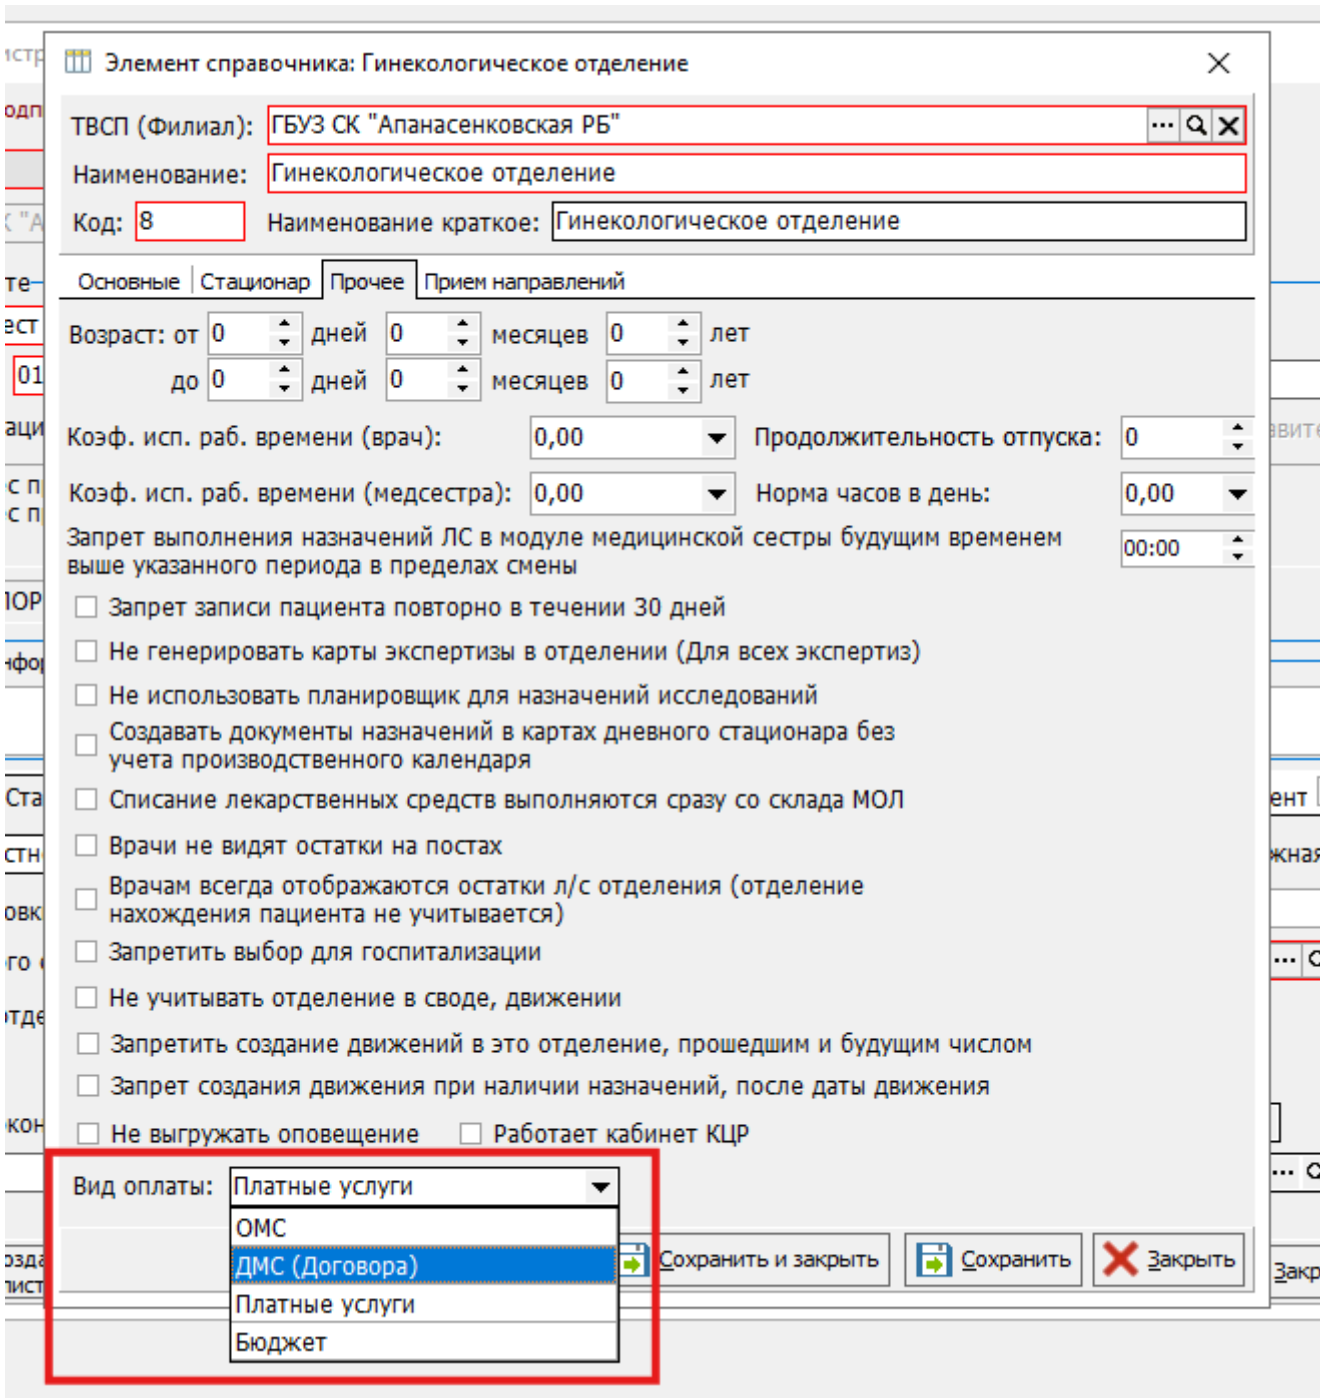 Элемент справочника: Гинекологическое отделение
ТВСП (Филиал): ГБУЗ СК "Апанасенковская РБ"
Наименование: Гинекологическое отделение
Код: 8 Наименование краткое: Гинекологическое отделение
Основные Стационар Прочее Прием направлений
Возраст: от 0 дней 0 месяцев 0 лет
до 0 дней 0 месяцев 0 лет
01
Коэф. исп. раб. времени (врач): 0,00 Продолжительность отпуска: 0
Коэф. исп. раб. времени (медсестра): 0,00 Норма часов в день: 0,00
Запрет выполнения назначений ЛС в модуле медицинской сестры будущим временем
выше указанного периода в пределах смены 00:00
Запрет записи пациента повторно в течении 30 дней
Не генерировать карты экспертизы в отделении (Для всех экспертиз)
Не использовать планировщик для назначений исследований
Создавать документы назначений в картах дневного стационара без
учета производственного календаря
Списание лекарственных средств выполняются сразу со склада МОЛ
Врачи не видят остатки на постах
Врачам всегда отображаются остатки л/с отделения (отделение
нахождения пациента не учитывается)
Запретить выбор для госпитализации
Не учитывать отделение в своде, движении
Запретить создание движений в это отделение, прошедшим и будущим числом
Запрет создания движения при наличии назначений, после даты движения
Не выгружать оповещение Работает кабинет КЦР
Вид оплаты: Платные услуги
ОМС
ДМС (Договора)
Платные услуги
Бюджет
Сохранить и закрыть Сохранить Закрыть